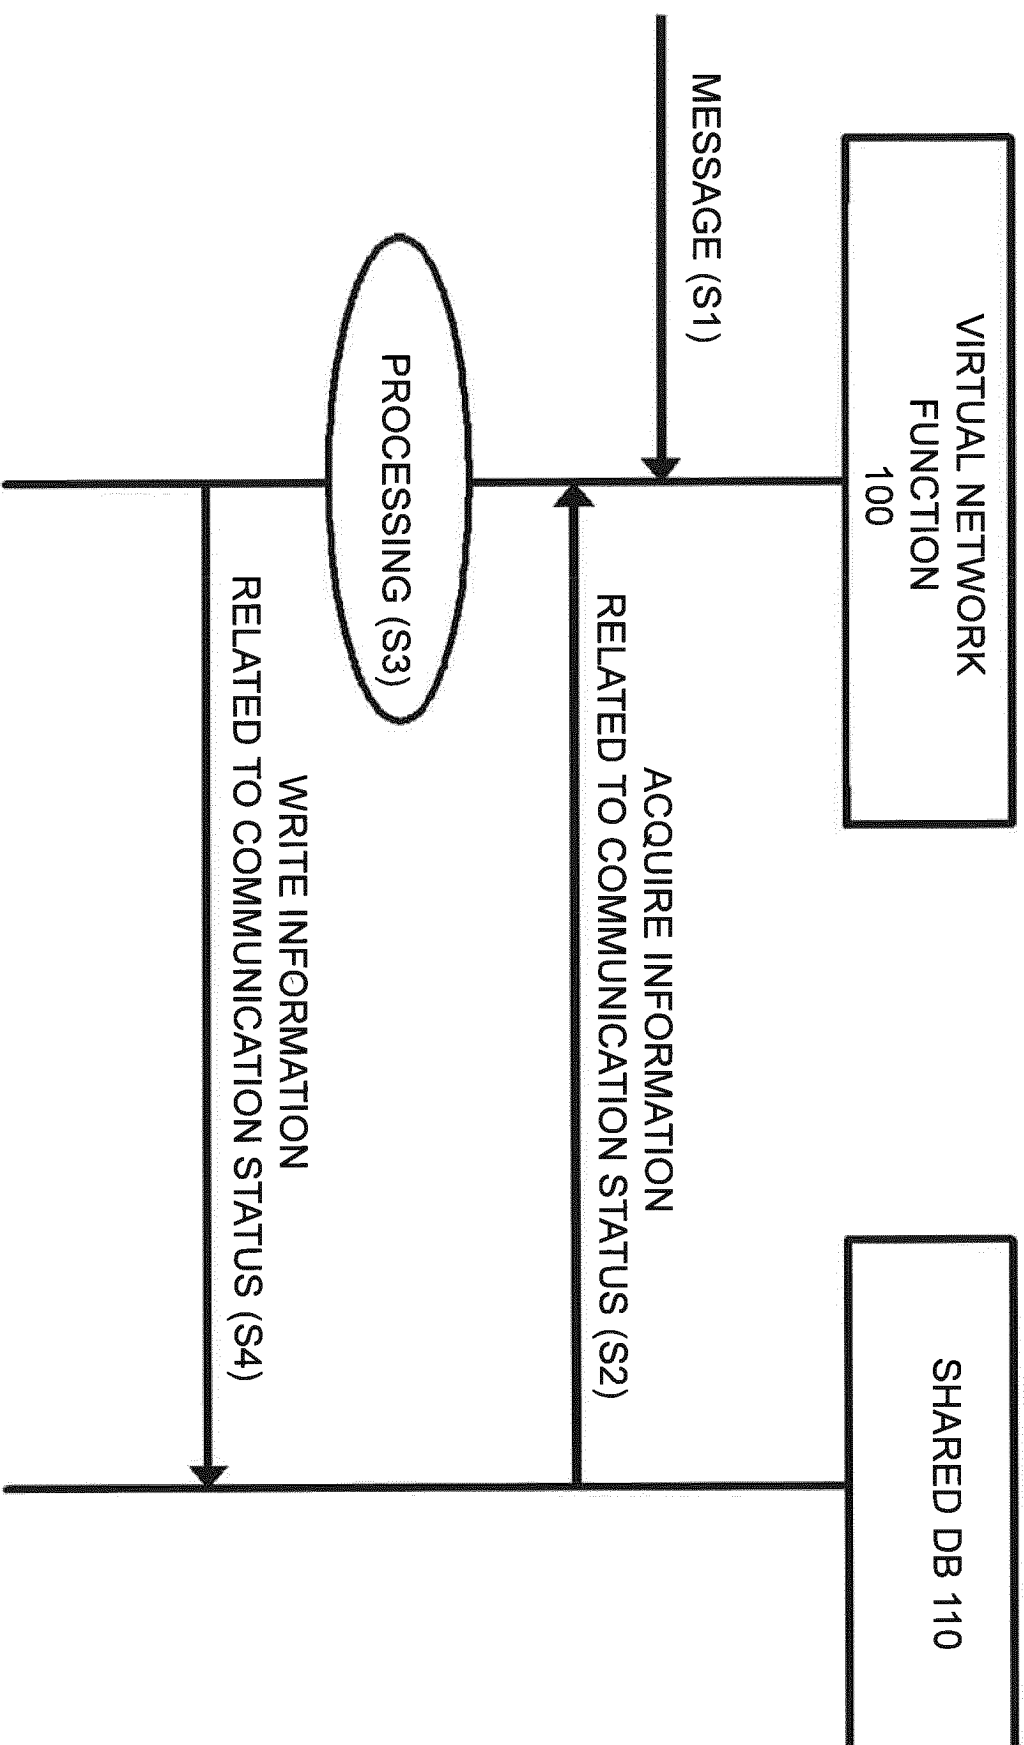 VIRTUAL NETWORK
FUNCTION
100
SHARED DB 110
MESSAGE (S1)
ACQUIRE INFORMATION
RELATED TO COMMUNICATION STATUS (S2)
PROCESSING (S3)
WRITE INFORMATION
RELATED TO COMMUNICATION STATUS (S4)